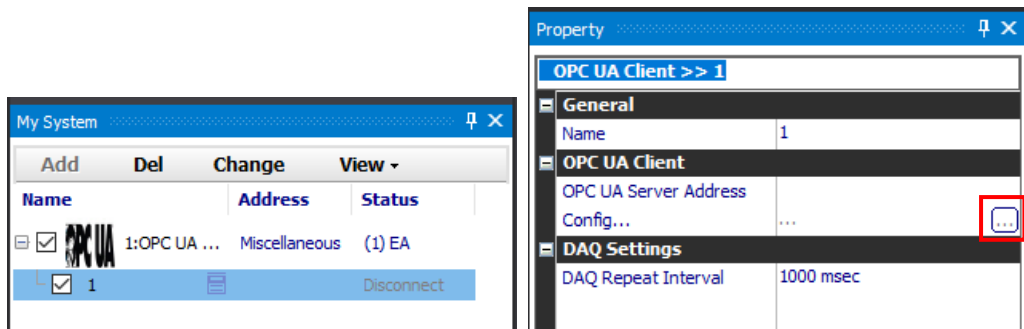 My System
Add Del Change View
Name Address Status
OPC UA 1:OPC UA ... Miscellaneous (1) EA
1 Disconnect
Property
OPC UA Client >> 1
General
Name 1
OPC UA Client
OPC UA Server Address
Config... ... ...
DAQ Settings
DAQ Repeat Interval 1000 msec